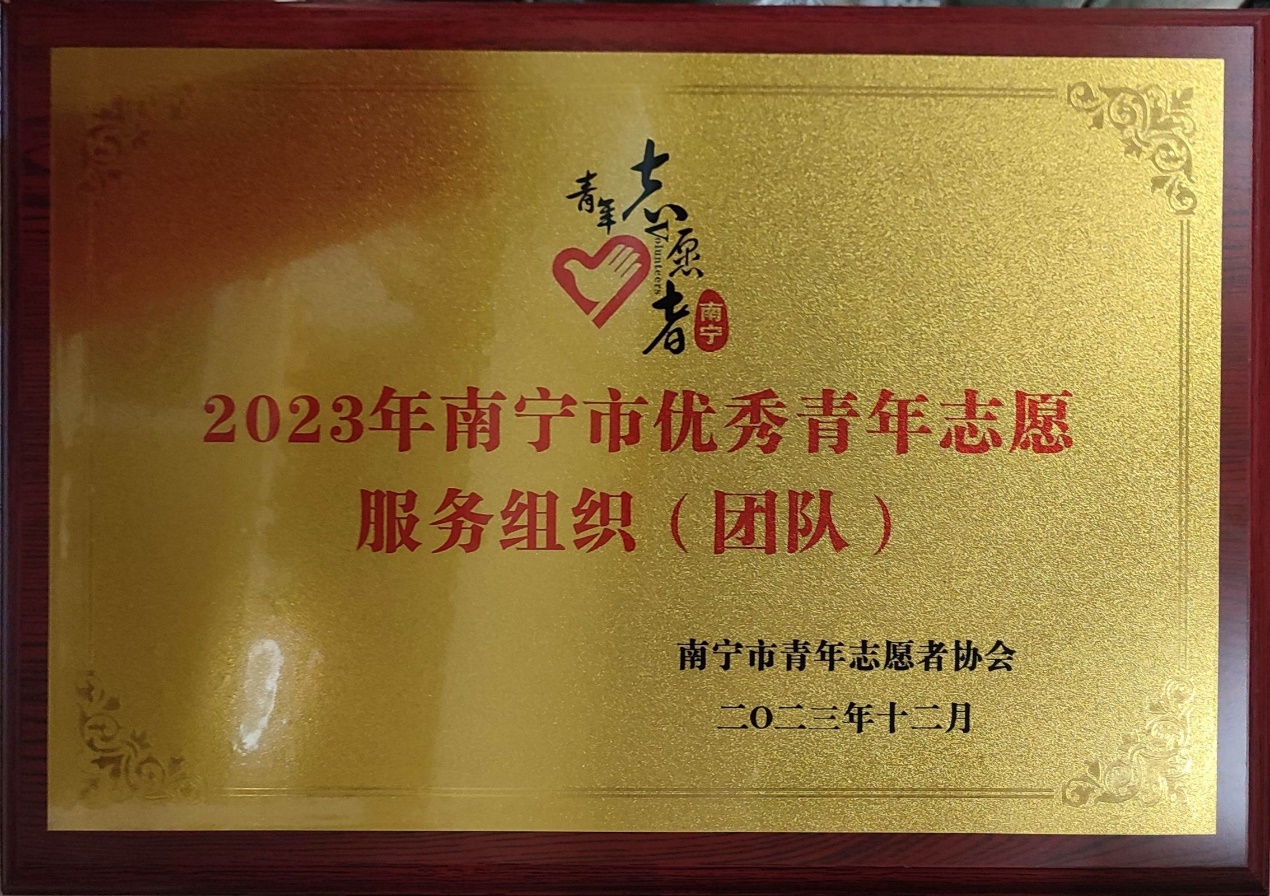 青年
志愿者
Volunteers
南宁
2023年南宁市优秀青年志愿
服务组织（团队）
南宁市青年志愿者协会
二O二三年十二月